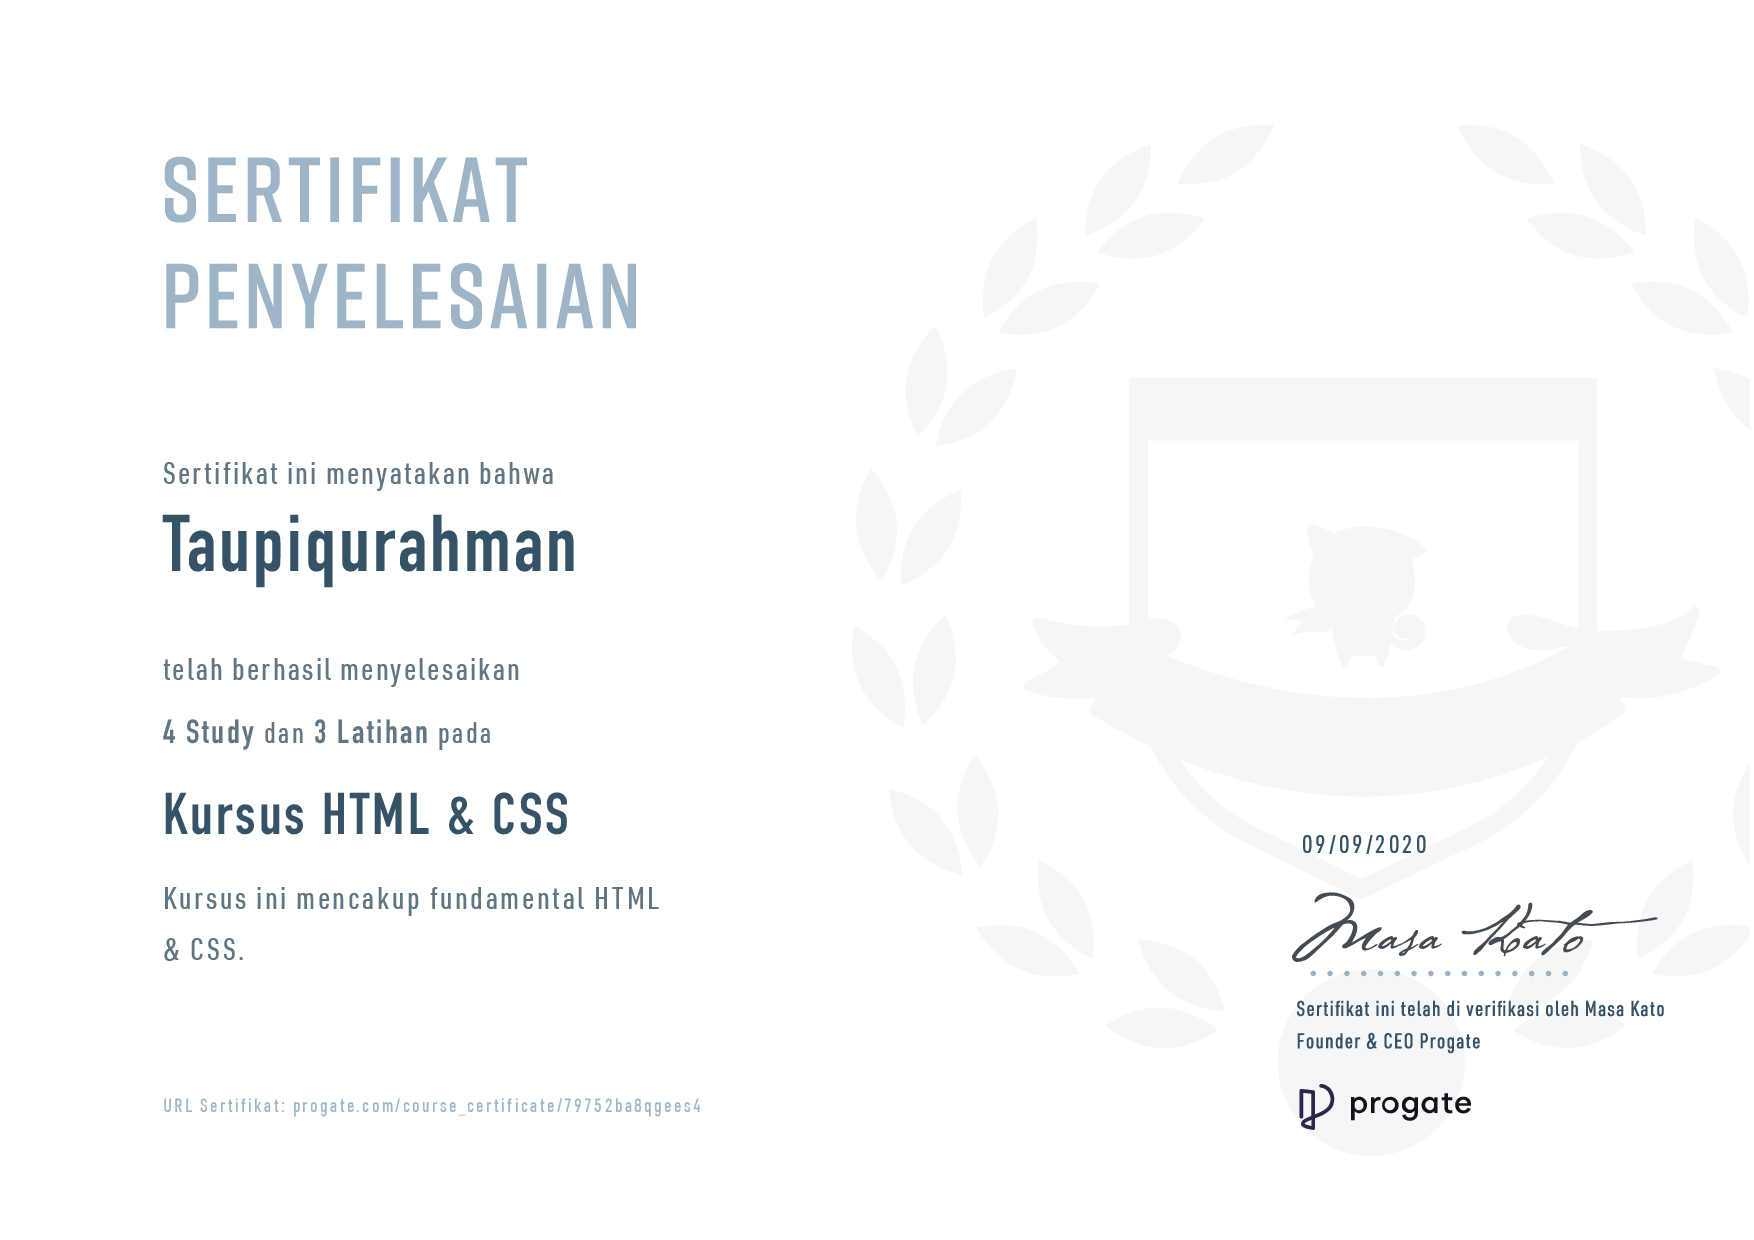 SERTIFIKAT
PENYELESAIAN
Sertifikat ini menyatakan bahwa
Taupiqurahman
telah berhasil menyelesaikan
4 Study dan 3 Latihan pada
Kursus HTML & CSS
Kursus ini mencakup fundamental HTML
& CSS.
URL Sertifikat: progate.com/course_certificate/79752ba8qgees4
09/09/2020
Masa Kato
Sertifikat ini telah di verifikasi oleh Masa Kato
Founder & CEO Progate
progate